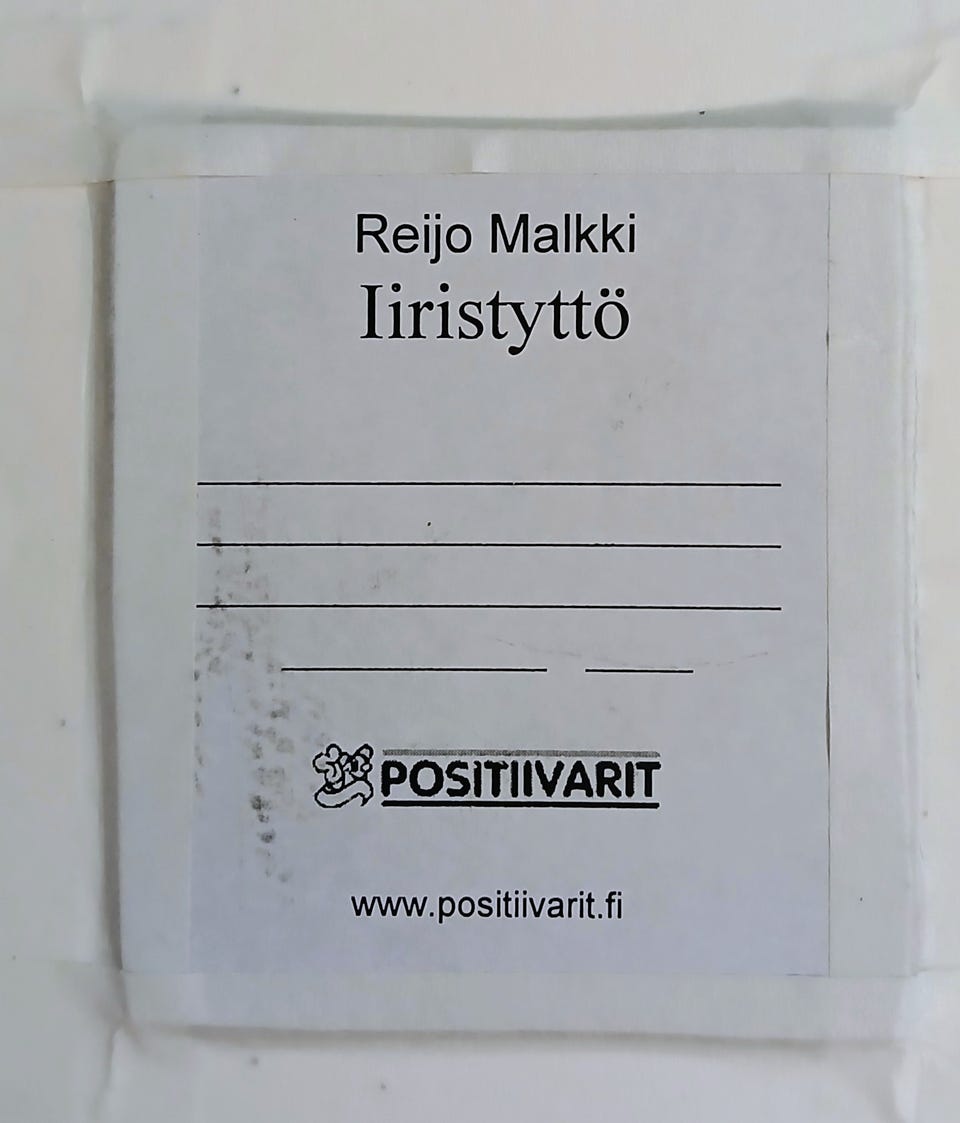 Reijo Malkki
Iiristyttö
POSITIIVARIT
www.positiivarit.fi